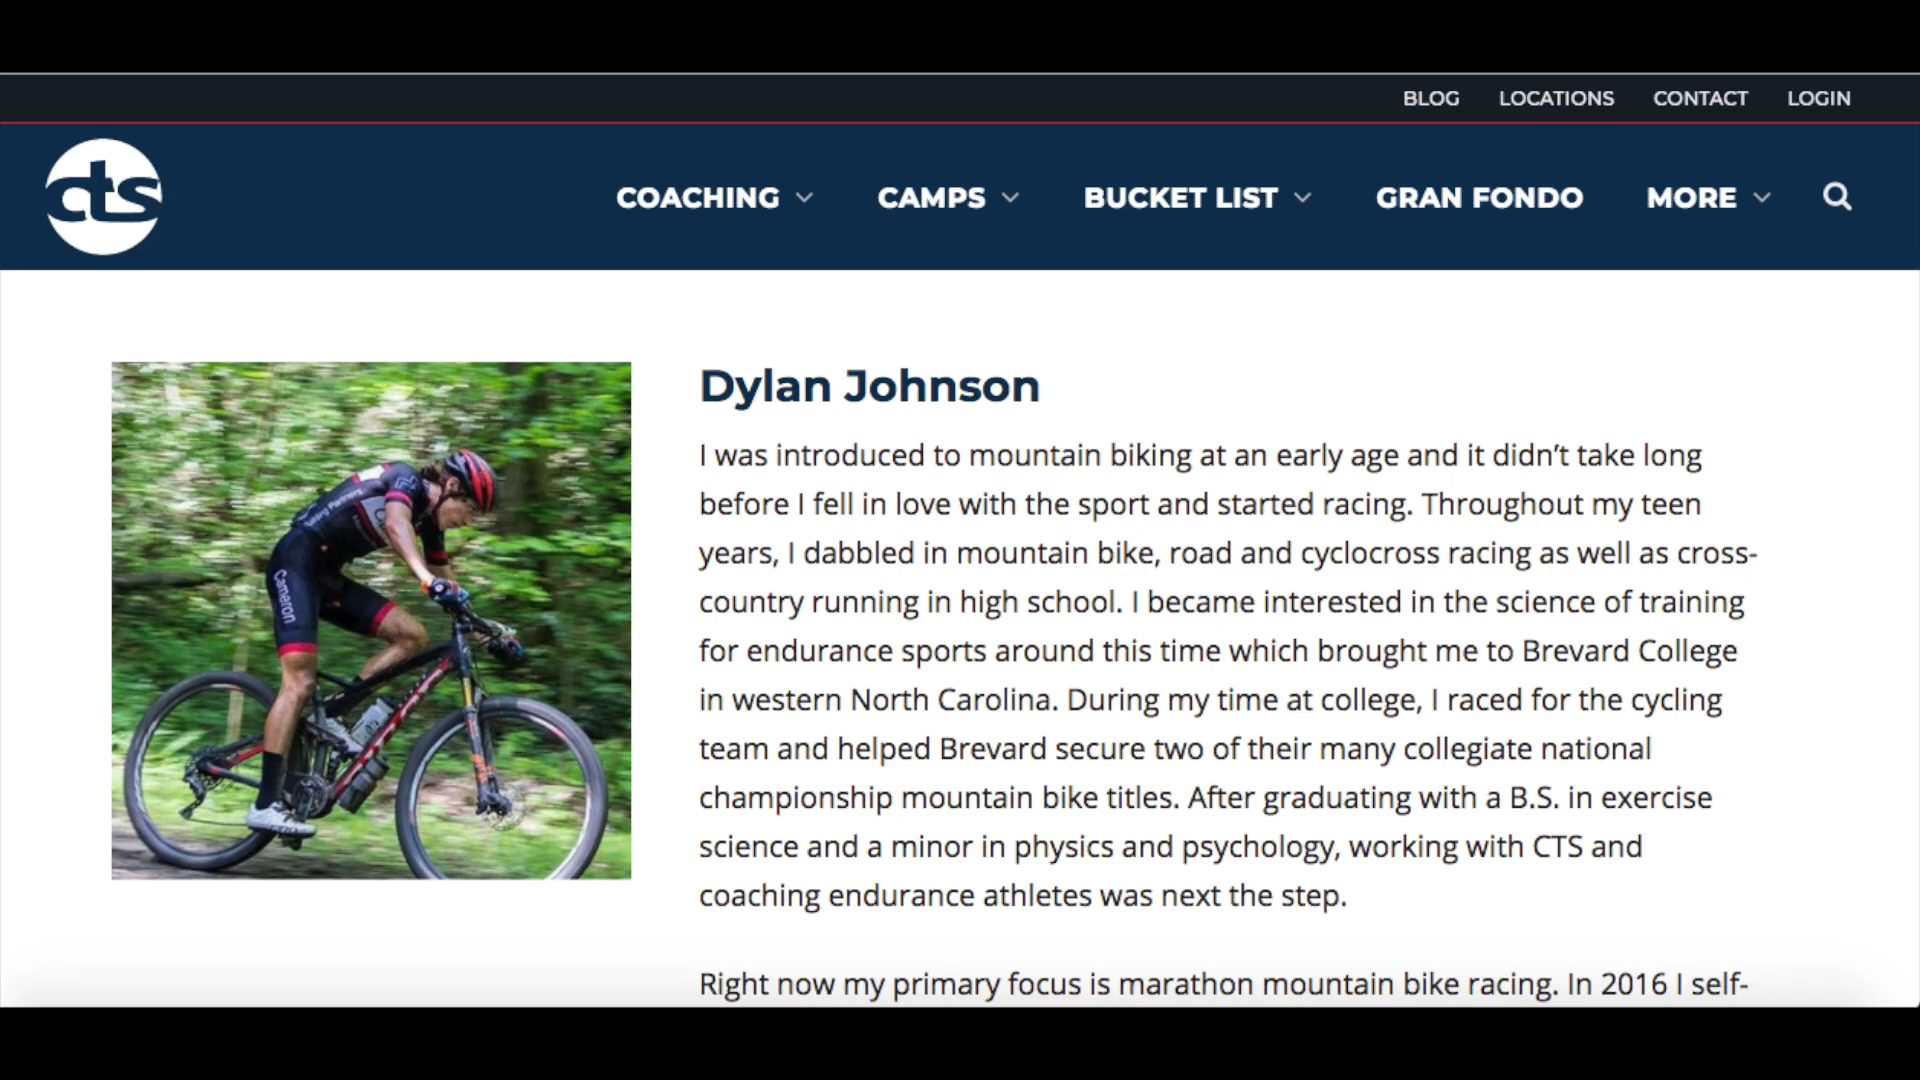 BLOG LOCATIONS CONTACT LOGIN
cts
COACHING CAMPS BUCKET LIST GRAN FONDO MORE
Dylan Johnson
I was introduced to mountain biking at an early age and it didn’t take long
before I fell in love with the sport and started racing. Throughout my teen
years, I dabbled in mountain bike, road and cyclocross racing as well as cross-
country running in high school. I became interested in the science of training
for endurance sports around this time which brought me to Brevard College
in western North Carolina. During my time at college, I raced for the cycling
team and helped Brevard secure two of their many collegiate national
championship mountain bike titles. After graduating with a B.S. in exercise
science and a minor in physics and psychology, working with CTS and
coaching endurance athletes was next the step.
Right now my primary focus is marathon mountain bike racing. In 2016 I self-
Cameron